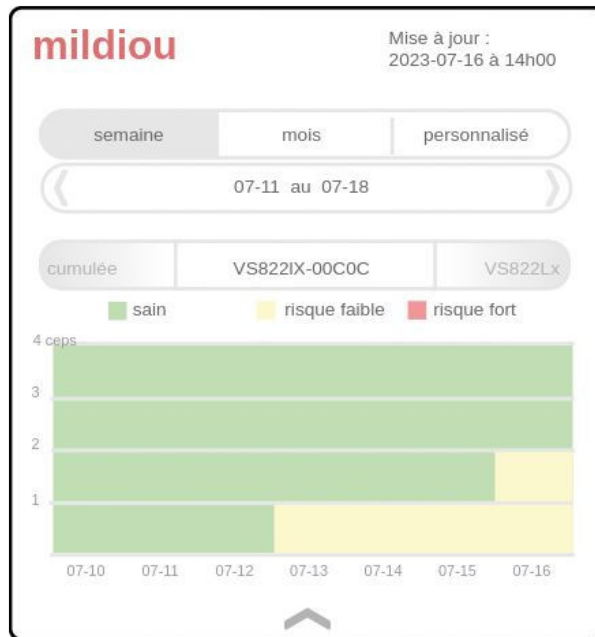 mildiou
Mise à jour :
2023-07-16 à 14h00
semaine mois personnalisé
07-11 au 07-18
cumulée VS822IX-00C0C VS822Lx
sain risque faible risque fort
4 ceps
3
2
1
07-10 07-11 07-12 07-13 07-14 07-15 07-16